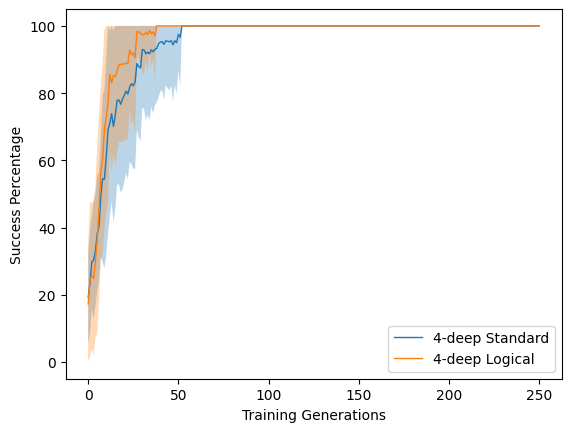 100
80
60
40
20
0
Success Percentage
0 50 100 150 200 250
Training Generations
4-deep Standard
4-deep Logical